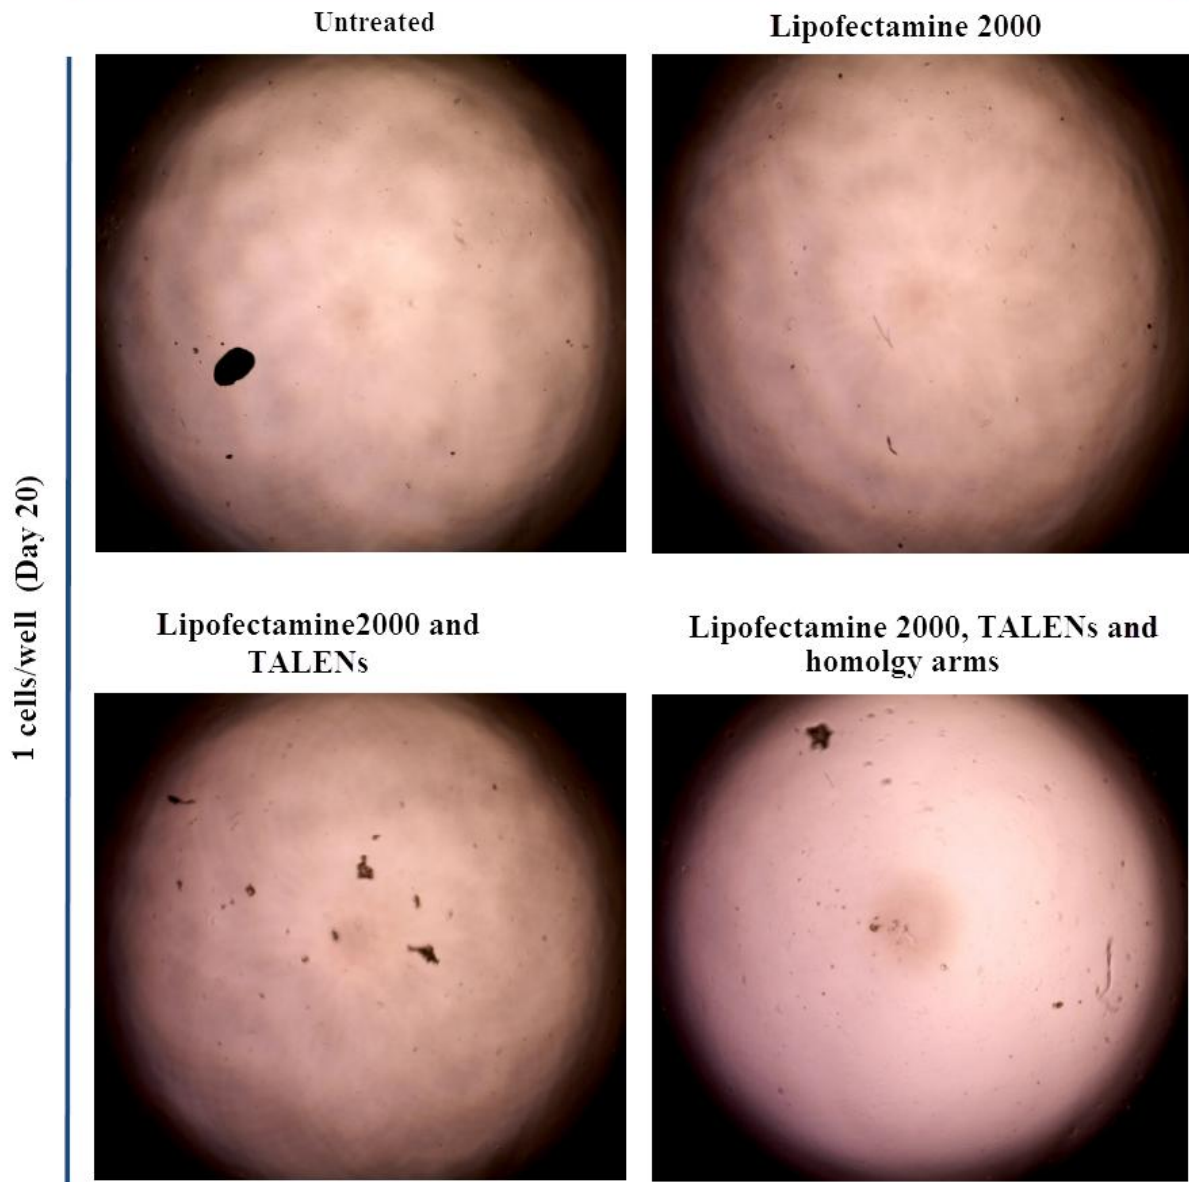 Untreated
Lipofectamine 2000
1 cells/well (Day 20)
Lipofectamine2000 and
TALENs
Lipofectamine 2000, TALENs and
homolgy arms